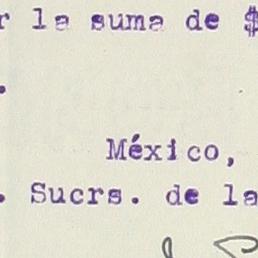 r la suma de $
.
México,
. Sucrs. de la